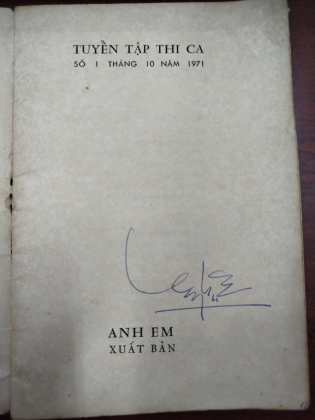 TUYỂN TẬP THI CA
SỐ 1 THÁNG 10 NĂM 1971
ANH EM
XUẤT BẢN